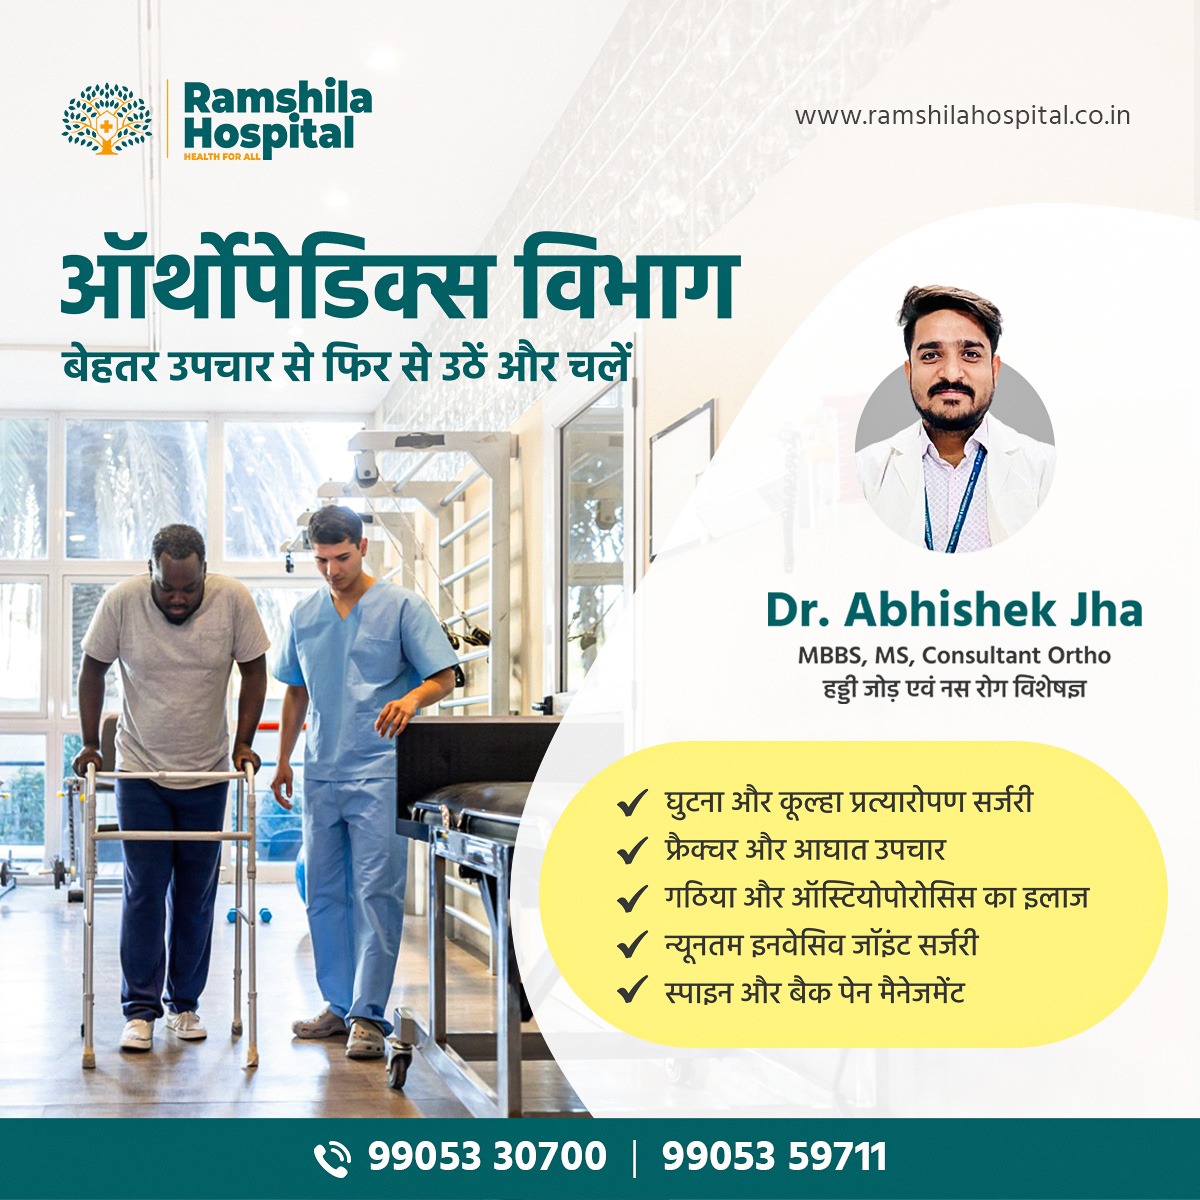 Ramshila
Hospital
HEALTH FOR ALL
www.ramshilahospital.co.in
ऑर्थोपेडिक्स विभाग
बेहतर उपचार से फिर से उठें और चलें
Dr. Abhishek Jha
MBBS, MS, Consultant Ortho
हड्डी जोड़ एवं नस रोग विशेषज्ञ
घुटना और कूल्हा प्रत्यारोपण सर्जरी
फ्रैक्चर और आघात उपचार
गठिया और ऑस्टियोपोरोसिस का इलाज
न्यूनतम इनवेसिव जॉइंट सर्जरी
स्पाइन और बैक पेन मैनेजमेंट
99053 30700 | 99053 59711